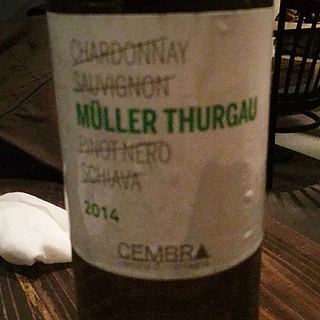 CHARDONNAY
SAUVIGNON
MÜLLER THURGAU
PINOT NERO
SCHIAVA
2014
CEMBRA